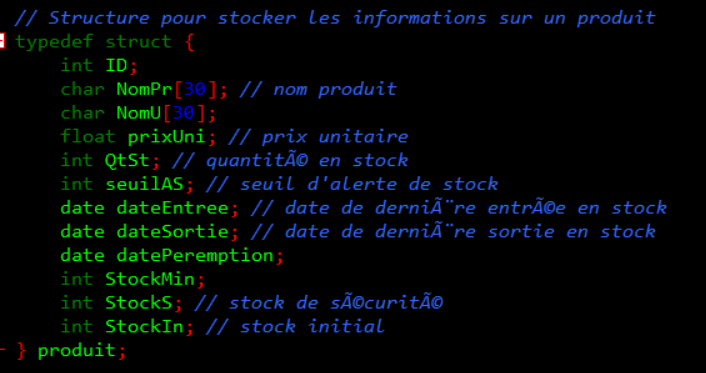 // Structure pour stocker les informations sur un produit
typedef struct {
int ID;
char NomPr[30]; // nom produit
char NomU[30];
float prixUni; // prix unitaire
int QtSt; // quantitÃ© en stock
int seuilAS; // seuil d'alerte de stock
date dateEntree; // date de derniÃ¨re entrÃ©e en stock
date dateSortie; // date de derniÃ¨re sortie en stock
date datePeremption;
int StockMin;
int StockS; // stock de sÃ©curitÃ©
int StockIn; // stock initial
} produit;